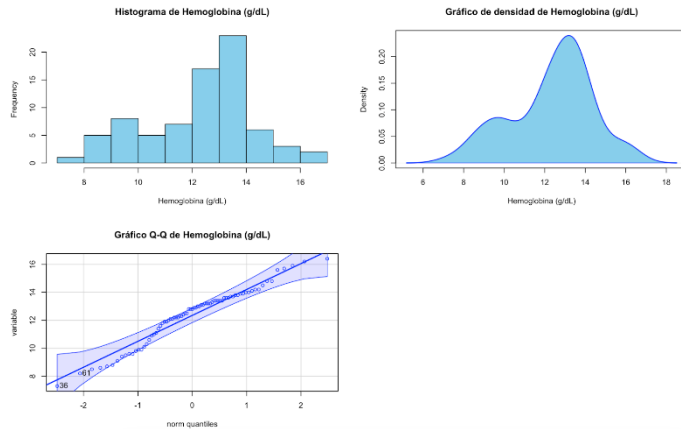 Histograma de Hemoglobina (g/dL)
Frequency
0 5 10 20
8 10 12 14 16
Hemoglobina (g/dL)
Gráfico de densidad de Hemoglobina (g/dL)
Density
0.00 0.05 0.10 0.15 0.20
6 8 10 12 14 16 18
Hemoglobina (g/dL)
Gráfico Q-Q de Hemoglobina (g/dL)
variable
8 10 12 14 16
36
61
-2 -1 0 1 2
norm quantiles